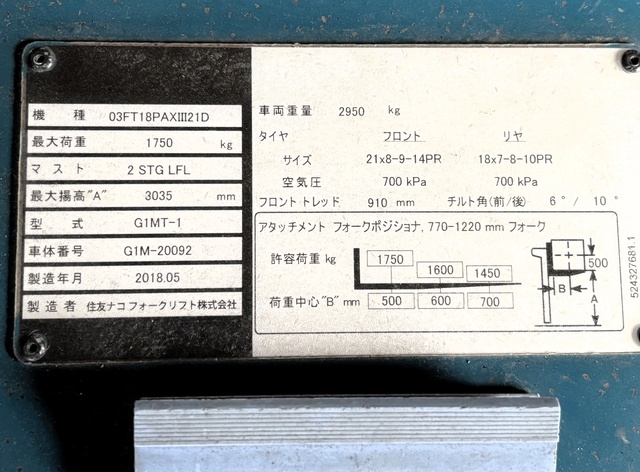 機 種 03FT18PAXⅢ21D
最大荷重 1750 kg
マスト 2 STG LFL
最大揚高"A" 3035 mm
型 式 G1MT-1
車体番号 G1M-20092
製造年月 2018.05
製造者 住友ナコフォークリフト株式会社
車両重量 2950 kg
タイヤ フロント リヤ
サイズ 21x8-9-14PR 18x7-8-10PR
空気圧 700 kPa 700 kPa
フロントトレッド 910 mm チルト角(前/後) 6° / 10°
アタッチメント フォークポジショナ, 770-1220 mm フォーク
許容荷重 kg 1750 1600 1450
荷重中心"B" mm 500 600 700
500
B
A
524327681.1